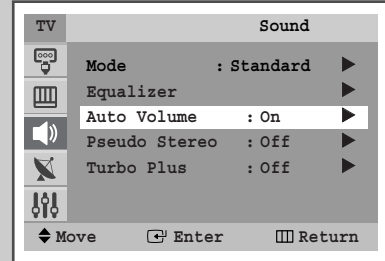 TV Sound
Mode : Standard
Equalizer
Auto Volume : On
Pseudo Stereo : Off
Turbo Plus : Off
Move Enter Return